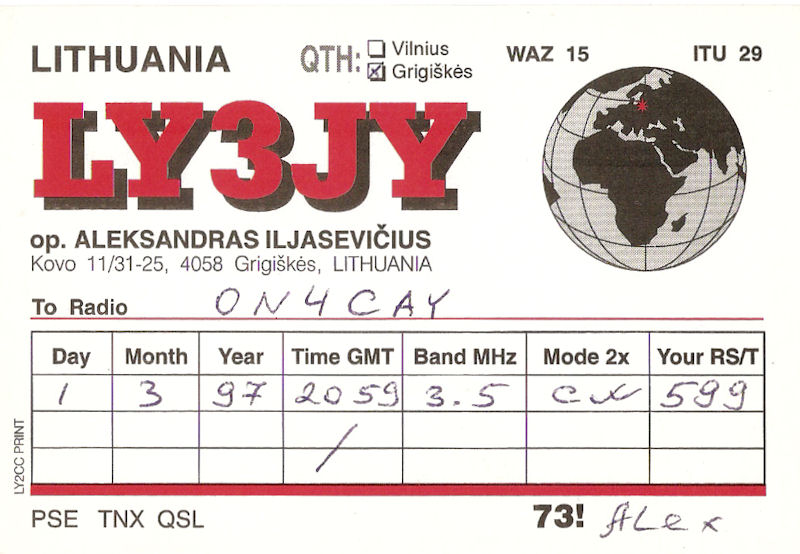 LITHUANIA QTH: Vilnius WAZ 15 ITU 29
Grigiškės
LY3JY
op. ALEKSANDRAS ILJASEVIČIUS
Kovo 11/31-25, 4058 Grigiškės, LITHUANIA
To Radio ON4CAY
Day Month Year Time GMT Band MHz Mode 2x Your RS/T
1 3 97 2059 3.5 CW 599
/
LY2CC PRINT
PSE TNX QSL 73! ALex